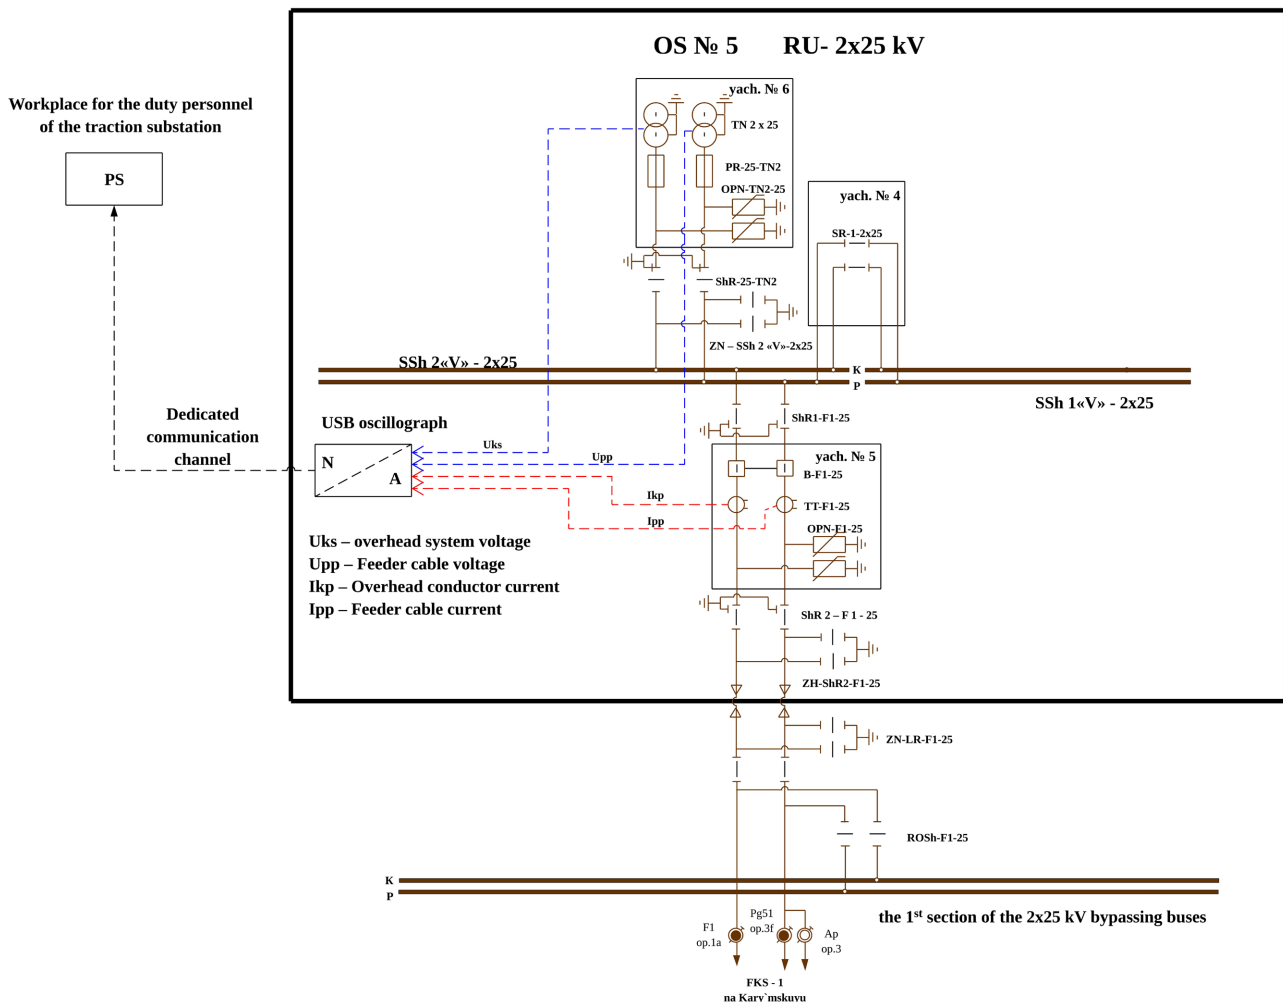 OS № 5 RU- 2x25 kV
yach. № 6
Workplace for the duty personnel
of the traction substation
TN 2 x 25
PS
PR-25-TN2
OPN-TN2-25
yach. № 4
SR-1-2x25
ShR-25-TN2
ZN – SSh 2 «V»-2x25
SSh 2«V» - 2x25
K
P
SSh 1«V» - 2x25
Dedicated
communication
channel
USB oscillograph
ShR1-F1-25
N
A
Uks
Upp
yach. № 5
B-F1-25
Ikp
TT-F1-25
Ipp
OPN-F1-25
Uks – overhead system voltage
Upp – Feeder cable voltage
Ikp – Overhead conductor current
Ipp – Feeder cable current
ShR 2 – F 1 - 25
ZH-ShR2-F1-25
ZN-LR-F1-25
ROSh-F1-25
K
P
the 1st section of the 2x25 kV bypassing buses
F1
op.1a
Pg51
op.3f
Ap
op.3
FKS - 1
na Kary`mskuyu